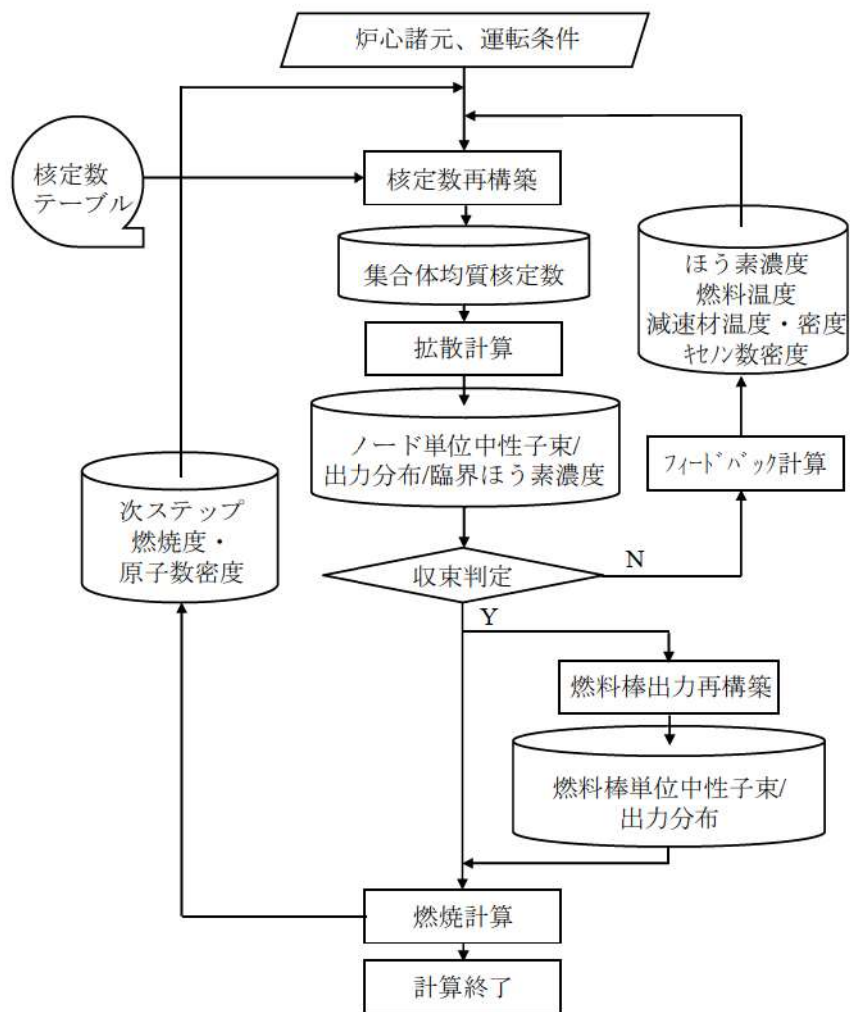 炉心諸元、運転条件
核定数
テーブル
核定数再構築
集合体均質核定数
拡散計算
ノード単位中性子束/
出力分布/臨界ほう素濃度
収束判定
N
Y
ほう素濃度
燃料温度
減速材温度・密度
ｷｾﾉﾝ数密度
ﾌｨｰﾄﾞﾊﾞｯｸ計算
次ステップ
燃焼度・
原子数密度
燃料棒出力再構築
燃料棒単位中性子束/
出力分布
燃焼計算
計算終了